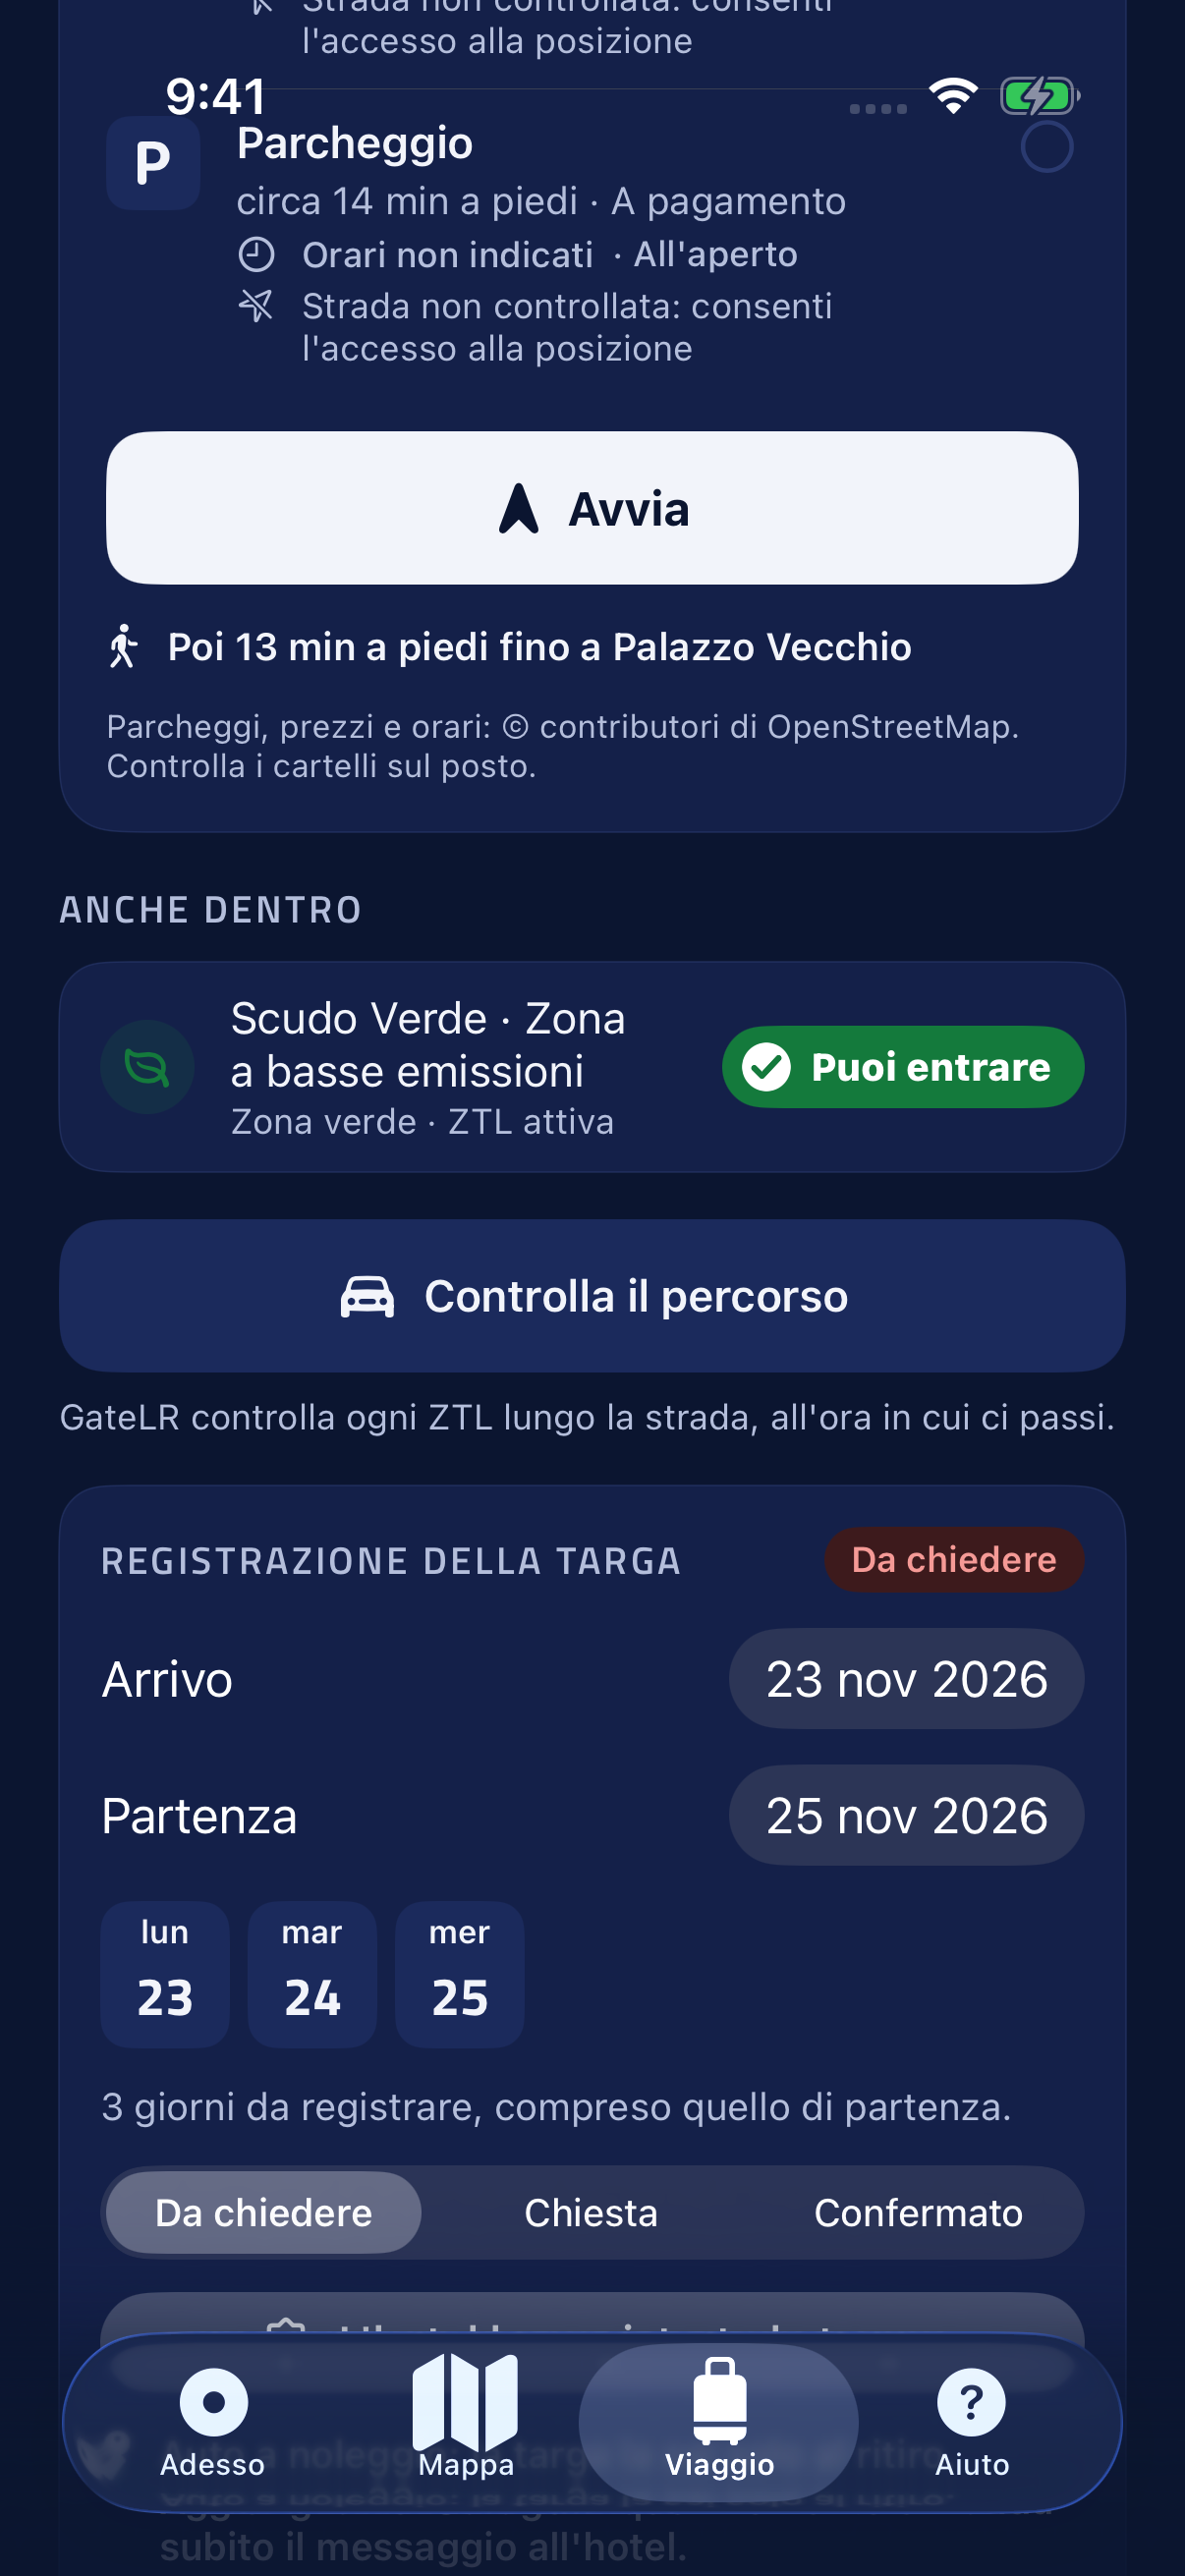 Strada non controllata: consenti
l'accesso alla posizione
9:41
P
Parcheggio
circa 14 min a piedi · A pagamento
Orari non indicati · All'aperto
Strada non controllata: consenti
l'accesso alla posizione
Avvia
Poi 13 min a piedi fino a Palazzo Vecchio
Parcheggi, prezzi e orari: © contributori di OpenStreetMap.
Controlla i cartelli sul posto.
ANCHE DENTRO
Scudo Verde · Zona
a basse emissioni
Zona verde · ZTL attiva
Puoi entrare
Controlla il percorso
GateLR controlla ogni ZTL lungo la strada, all'ora in cui ci passi.
REGISTRAZIONE DELLA TARGA
Da chiedere
Arrivo
23 nov 2026
Partenza
25 nov 2026
lun
23
mar
24
mer
25
3 giorni da registrare, compreso quello di partenza.
Da chiedere
Chiesta
Confermato
Adesso
Mappa
Viaggio
?
Aiuto
subito il messaggio all'hotel.